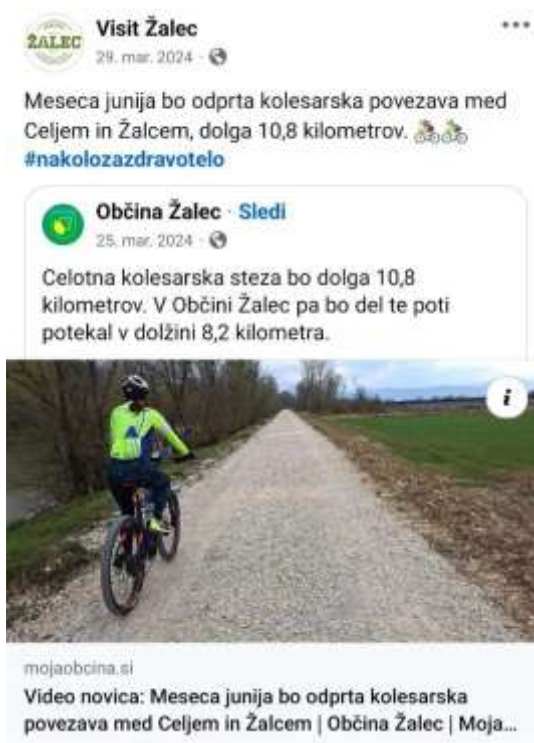 ŽALEC
Visit Žalec
29. mar. 2024 ·
Meseca junija bo odprta kolesarska povezava med
Celjem in Žalcem, dolga 10,8 kilometrov.
#nakolozazdravotelo
Občina Žalec · Sledi
25. mar. 2024 ·
Celotna kolesarska steza bo dolga 10,8
kilometrov. V Občini Žalec pa bo del te poti
potekal v dolžini 8,2 kilometra.
i
mojaobcina.si
Video novica: Meseca junija bo odprta kolesarska
povezava med Celjem in Žalcem | Občina Žalec | Moja...